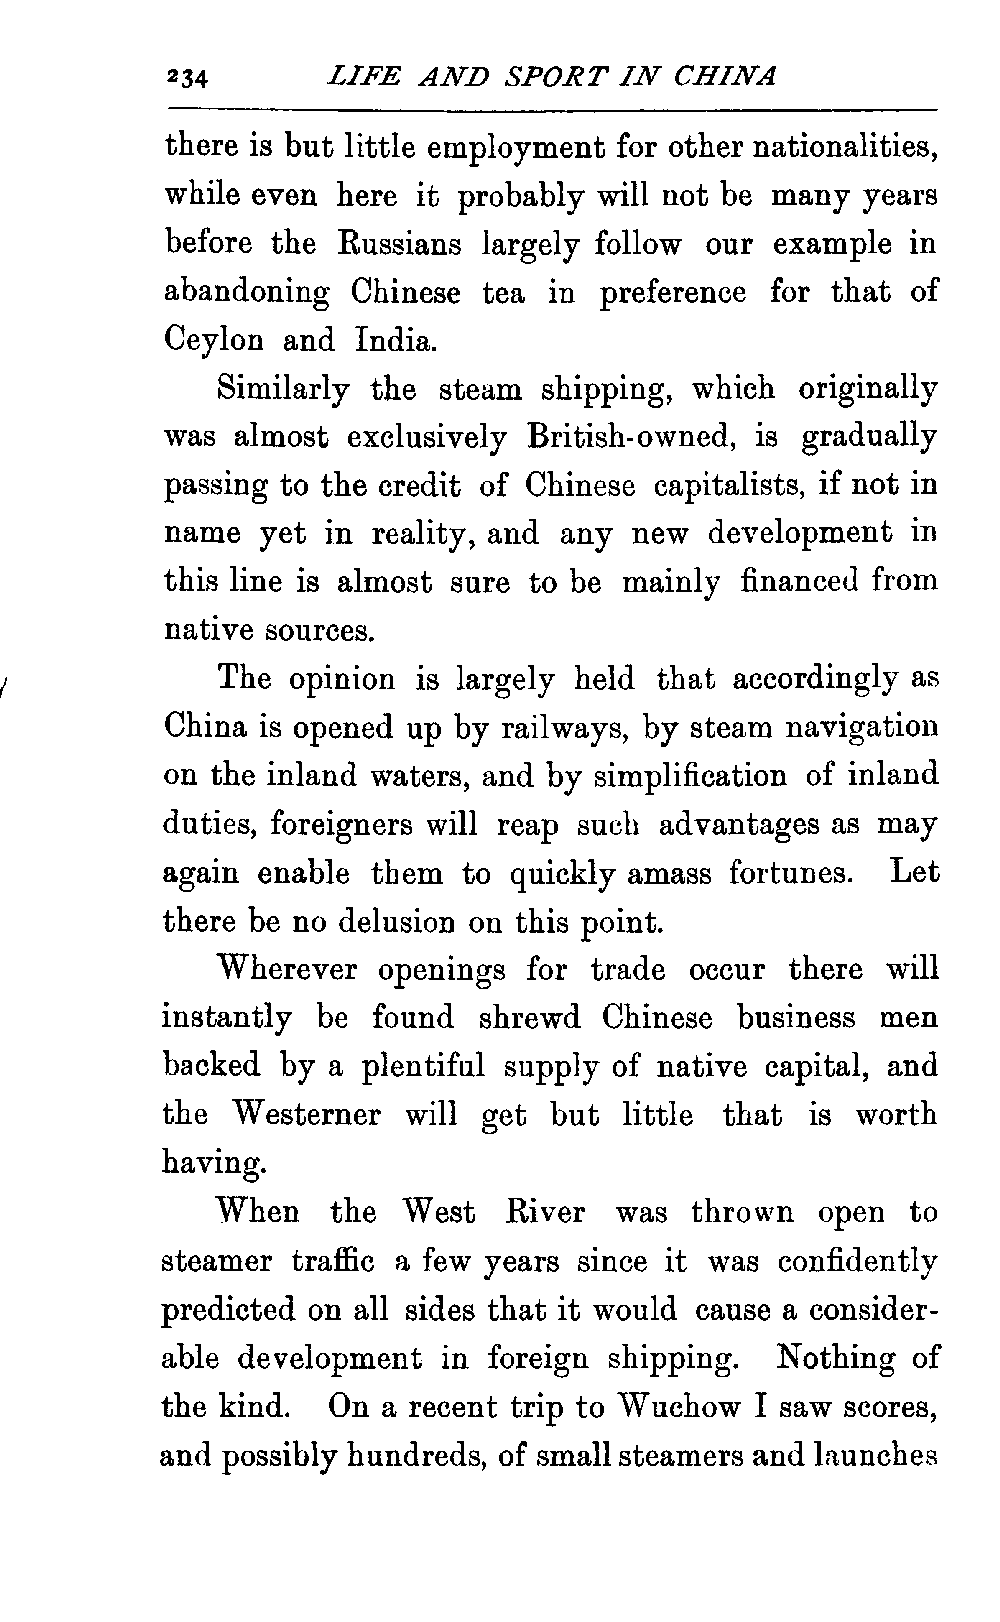 234 LIFE AND SPORT IN CHINA
there is but little employment for other nationalities,
while even here it probably will not be many years
before the Russians largely follow our example in
abandoning Chinese tea in preference for that of
Ceylon and India.
Similarly the steam shipping, which originally
was almost exclusively British-owned, is gradually
passing to the credit of Chinese capitalists, if not in
name yet in reality, and any new development in
this line is almost sure to be mainly financed from
native sources.
The opinion is largely held that accordingly as
China is opened up by railways, by steam navigation
on the inland waters, and by simplification of inland
duties, foreigners will reap such advantages as may
again enable them to quickly amass fortunes. Let
there be no delusion on this point.
Wherever openings for trade occur there will
instantly be found shrewd Chinese business men
backed by a plentiful supply of native capital, and
the Westerner will get but little that is worth
having.
When the West River was thrown open to
steamer traffic a few years since it was confidently
predicted on all sides that it would cause a consider-
able development in foreign shipping. Nothing of
the kind. On a recent trip to Wuchow I saw scores,
and possibly hundreds, of small steamers and launches